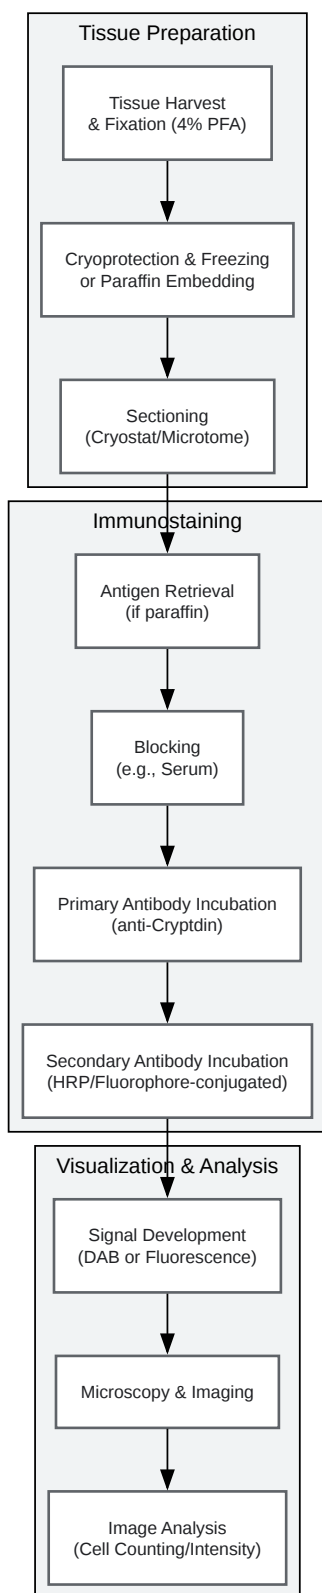 Tissue Preparation
Tissue Harvest
& Fixation (4% PFA)
Cryoprotection & Freezing
or Paraffin Embedding
Sectioning
(Cryostat/Microtome)
Immunostaining
Antigen Retrieval
(if paraffin)
Blocking
(e.g., Serum)
Primary Antibody Incubation
(anti-Cryptdin)
Secondary Antibody Incubation
(HRP/Fluorophore-conjugated)
Visualization & Analysis
Signal Development
(DAB or Fluorescence)
Microscopy & Imaging
Image Analysis
(Cell Counting/Intensity)